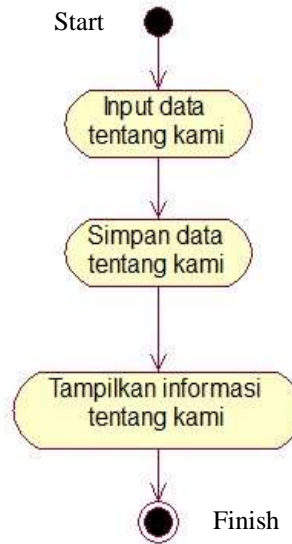 Start
Input data
tentang kami
Simpan data
tentang kami
Tampilkan informasi
tentang kami
Finish